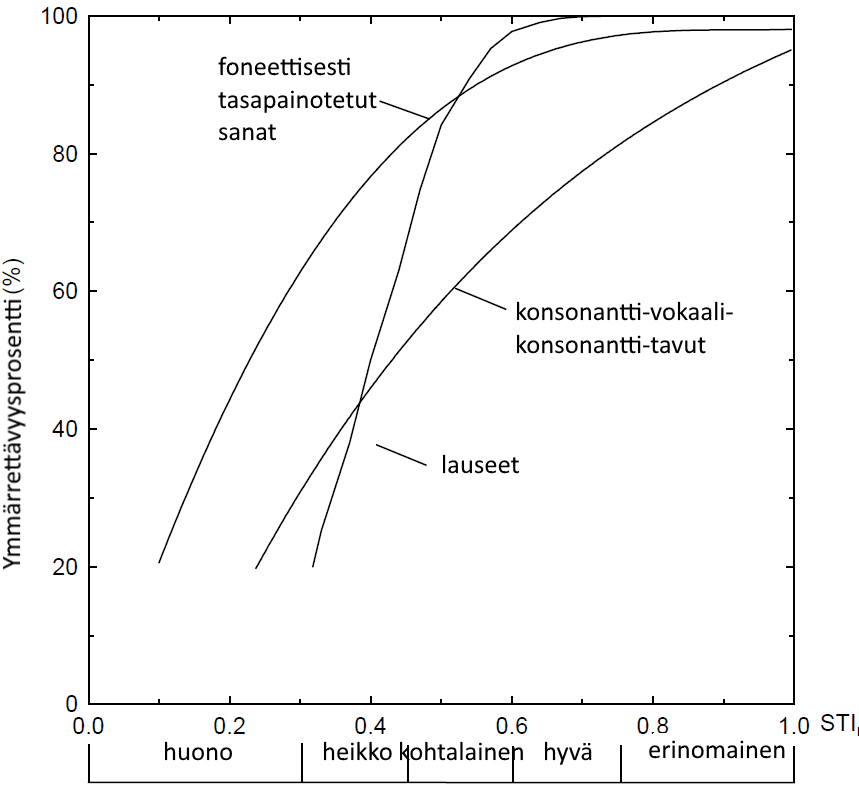 100
80
60
40
20
0
Ymmärrettävyysprosentti (%)
foneettisesti
tasapainotetut
sanat
konsonantti-vokaali-
konsonantti-tavut
lauseet
0.0 0.2 0.4 0.6 0.8 1.0 STI
huono heikko kohtalainen hyvä erinomainen